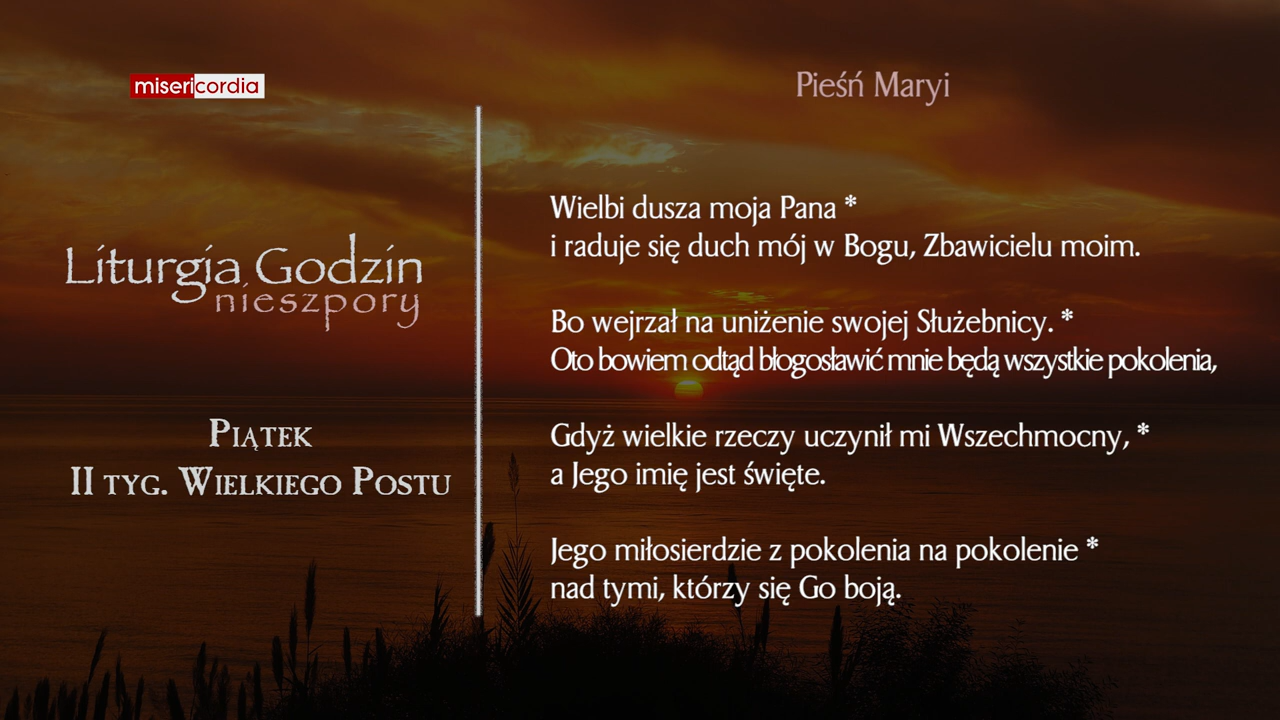 misericordia
Liturgia Godzin
nieszpory
Piątek
II tyg. Wielkiego Postu
Pieśń Maryi
Wielbi dusza moja Pana *
i raduje się duch mój w Bogu, Zbawicielu moim.
Bo wejrzał na uniżenie swojej Służebnicy. *
Oto bowiem odtąd błogosławić mnie będą wszystkie pokolenia,
Gdyż wielkie rzeczy uczynił mi Wszechmocny, *
a Jego imię jest święte.
Jego miłosierdzie z pokolenia na pokolenie *
nad tymi, którzy się Go boją.